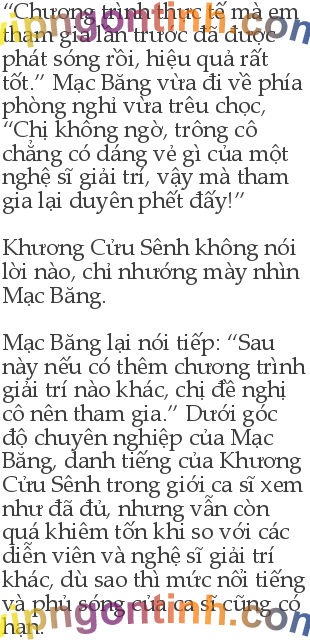 “Chương trình thực tế mà em
tham gia lần trước đã được
phát sóng rồi, hiệu quả rất
tốt.” Mạc Băng vừa đi về phía
phòng nghỉ vừa trêu chọc,
“Chị không ngờ, trông cô
chẳng có dáng vẻ gì của một
nghệ sĩ giải trí, vậy mà tham
gia lại duyên phết đấy!”
Khương Cửu Sênh không nói
lời nào, chỉ nhướng mày nhìn
Mạc Băng.
Mạc Băng lại nói tiếp: “Sau
này nếu có thêm chương trình
giải trí nào khác, chị đề nghị
cô nên tham gia.” Dưới góc
độ chuyên nghiệp của Mạc
Băng, danh tiếng của Khương
Cửu Sênh trong giới ca sĩ xem
như đã đủ, nhưng vẫn còn
quá khiêm tốn khi so với các
diễn viên và nghệ sĩ giải trí
khác, dù sao thì mức nổi tiếng
và phủ sóng của ca sĩ cũng có
hạn.